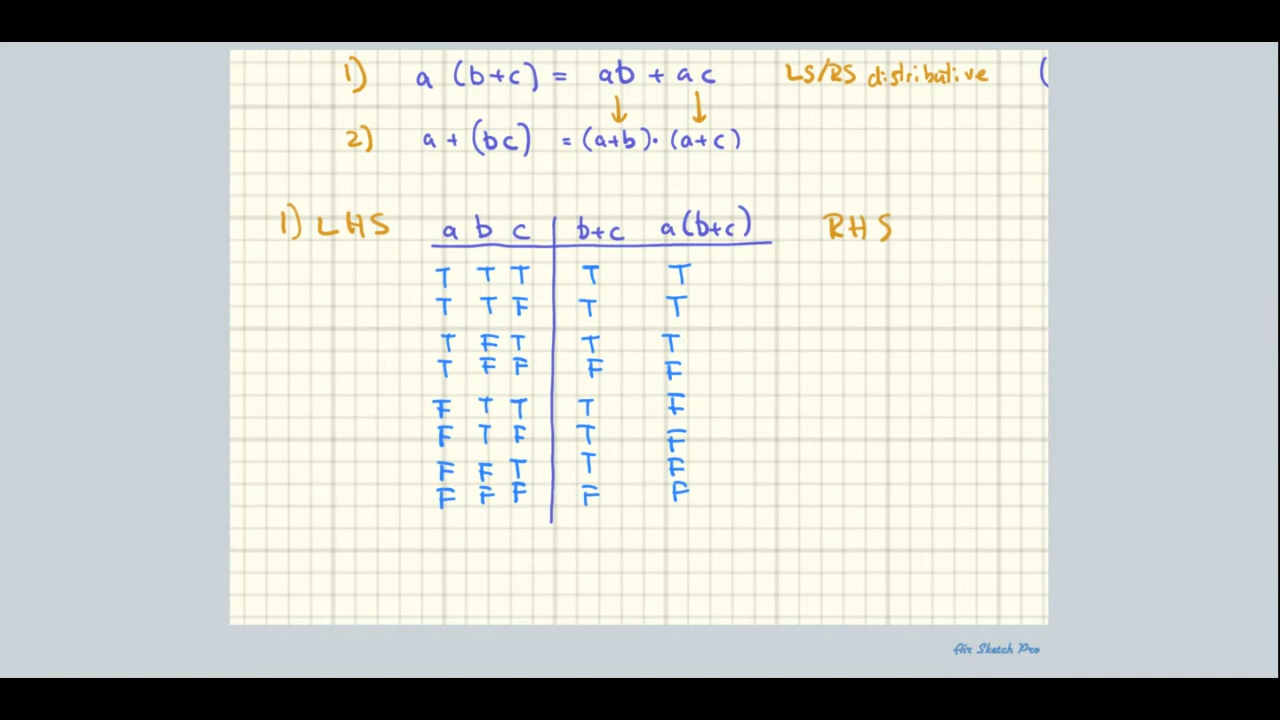 1) a (b+c) = ab + ac LS/RS distributive (
↓ ↓
2) a + (bc) = (a+b)·(a+c)
1) LHS a b c b+c a(b+c) RHS
T T T T T
T T F T T
T F T T T
T F F F F
F T T T F
F T F T F
F F T T F
F F F F F
Air Sketch Pro